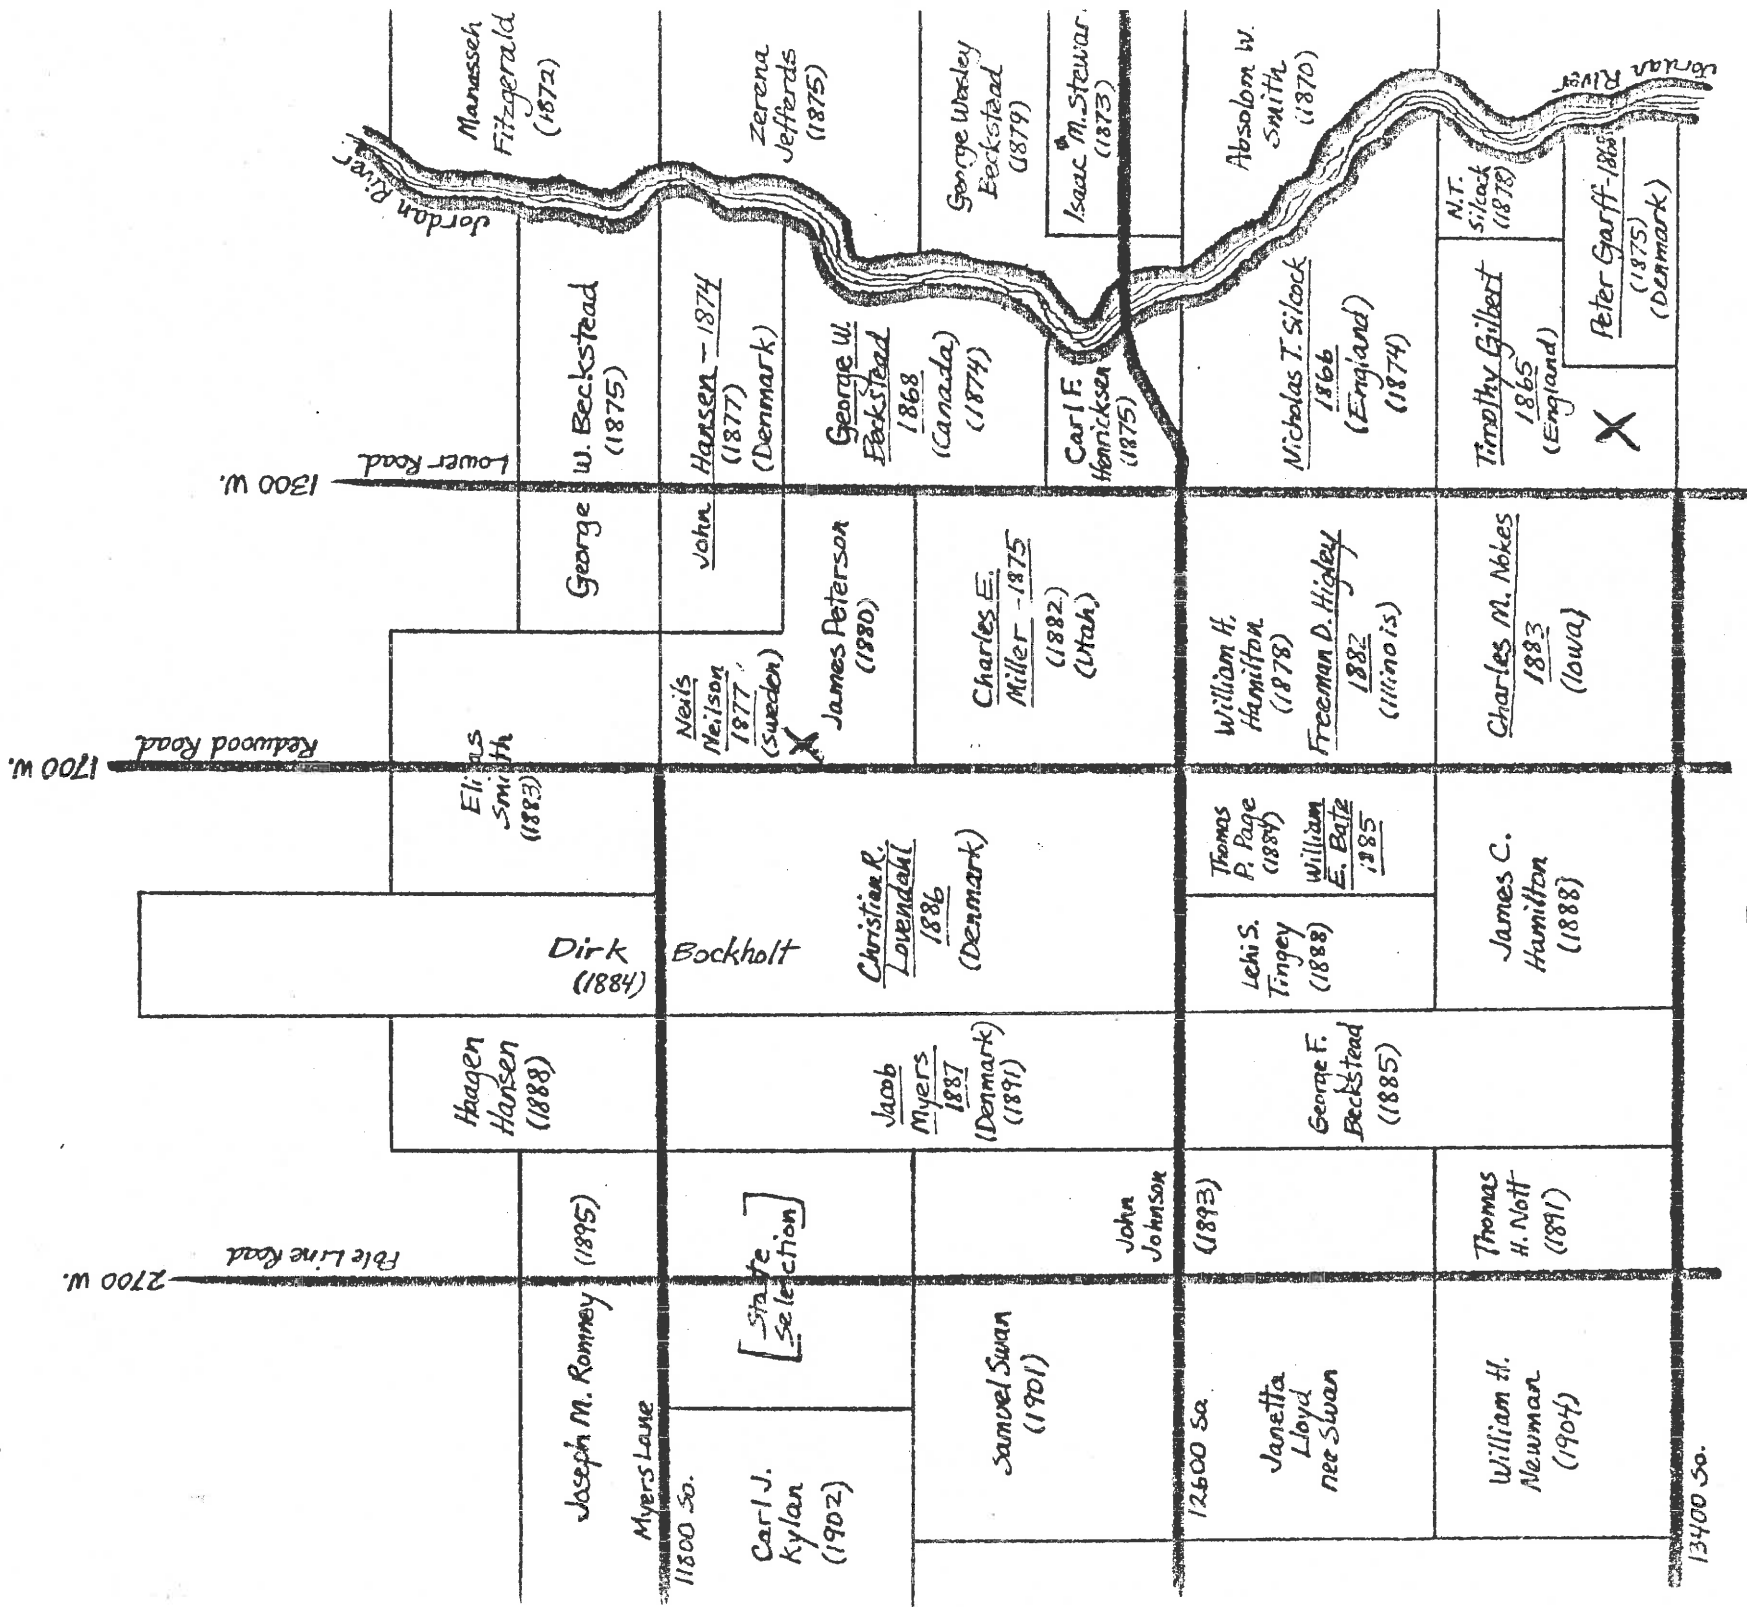 Manasseh
Fitzgerald
(1872)
Zerena
Jefferds
(1875)
George Wesley
Beckstead
(1879)
Isaac M. Stewar
(1873)
Absolom W.
Smith
(1870)
Jordan River
Jordan River
Jordan
River
N.T.
Silcock
(1878)
Peter Garff-1868
(1875)
(Denmark)
George W. Beckstead
(1875)
John Hansen - 1874
(1877)
(Denmark)
George W.
Beckstead
1868
(Canada)
(1874)
Carl F.
Henricksen
(1875)
Nicholas T. Silcock
1866
(England)
(1874)
Timothy Gilbert
1865
(England)
X
1300 W.
Lower Road
Neils
Neilson
1877
(Sweden)
X
James Peterson
(1880)
Charles E.
Miller - 1875
(1882)
(Utah)
William H.
Hamilton
(1878)
Freeman D. Higley
1882
(Illinois)
Charles M. Nokes
1883
(Iowa)
1700 W.
Redwood Road
Elias
Smith
(1883)
Christian R.
Lovendahl
1886
(Denmark)
Thomas
P. Page
(1884)
William
E. Bate
1885
James C.
Hamilton
(1888)
Dirk Bockholt
(1884)
Lehi S.
Tingey
(1888)
Haagen
Hansen
(1888)
Jacob
Myers
1887
(Denmark)
(1891)
George F.
Beckstead
(1885)
Joseph M. Romney (1895)
[State
Selection]
John
Johnson
(1893)
Thomas
H. Nott
(1891)
2700 W.
Pole Line Road
Myers Lane
11800 So.
Carl J.
Kylan
(1902)
Samuel Swan
(1901)
12600 So.
Janetta
Lloyd
nee Swan
William H.
Newman
(1904)
13400 So.